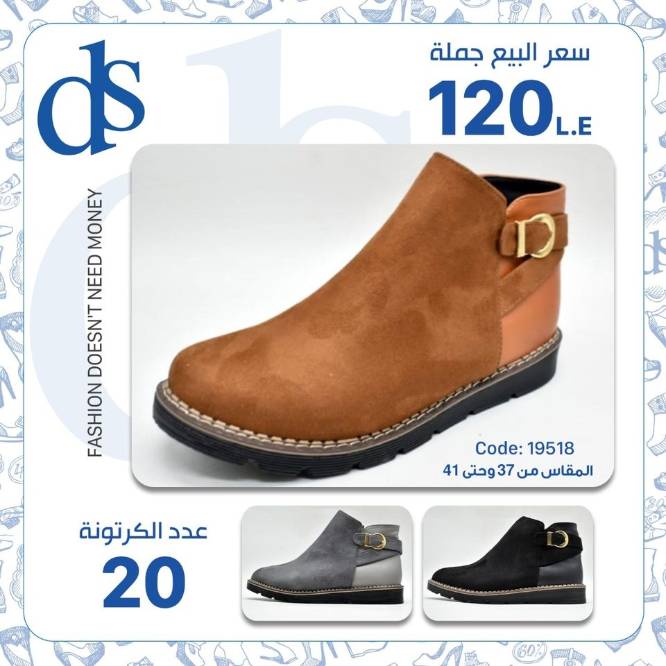 ds
سعر البيع جملة
120L.E
FASHION DOESN'T NEED MONEY
Code: 19518
المقاس من 37 وحتى 41
عدد الكرتونة
20
60%